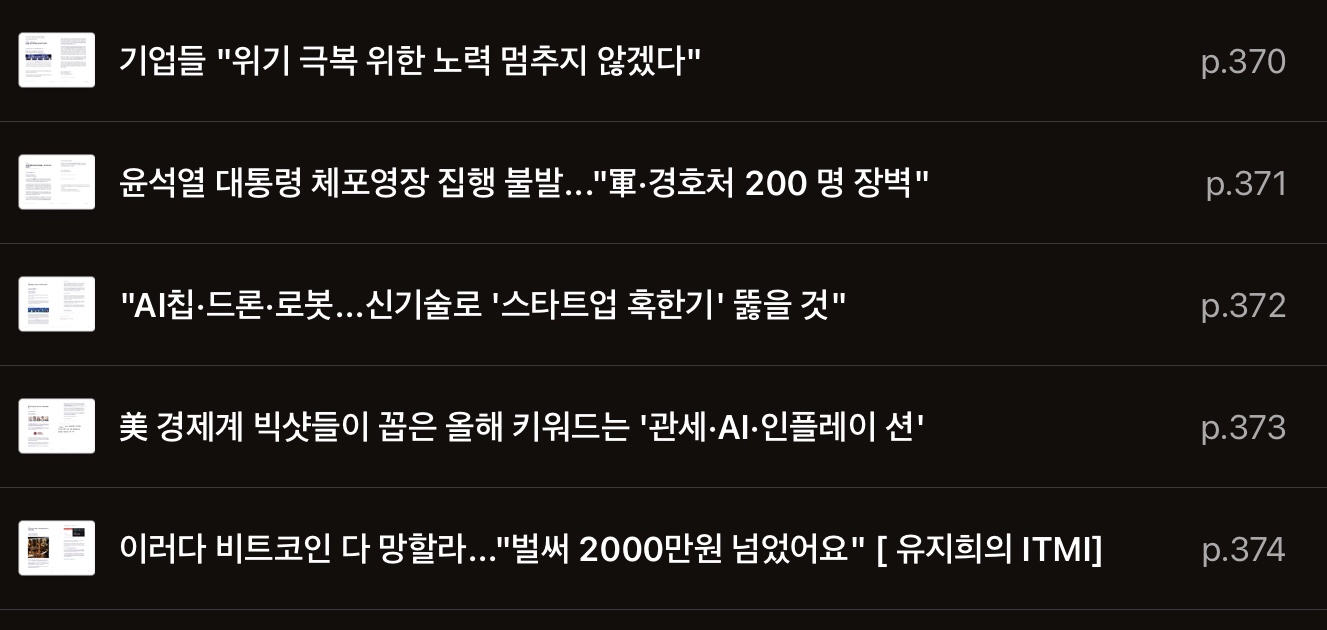 기업들 "위기 극복 위한 노력 멈추지 않겠다" p.370
윤석열 대통령 체포영장 집행 불발..."軍·경호처 200 명 장벽" p.371
"AI칩·드론·로봇...신기술로 '스타트업 혹한기' 뚫을 것" p.372
美 경제계 빅샷들이 꼽은 올해 키워드는 '관세·AI·인플레이 션' p.373
이러다 비트코인 다 망할라..."벌써 2000만원 넘었어요" [ 유지희의 ITMI] p.374